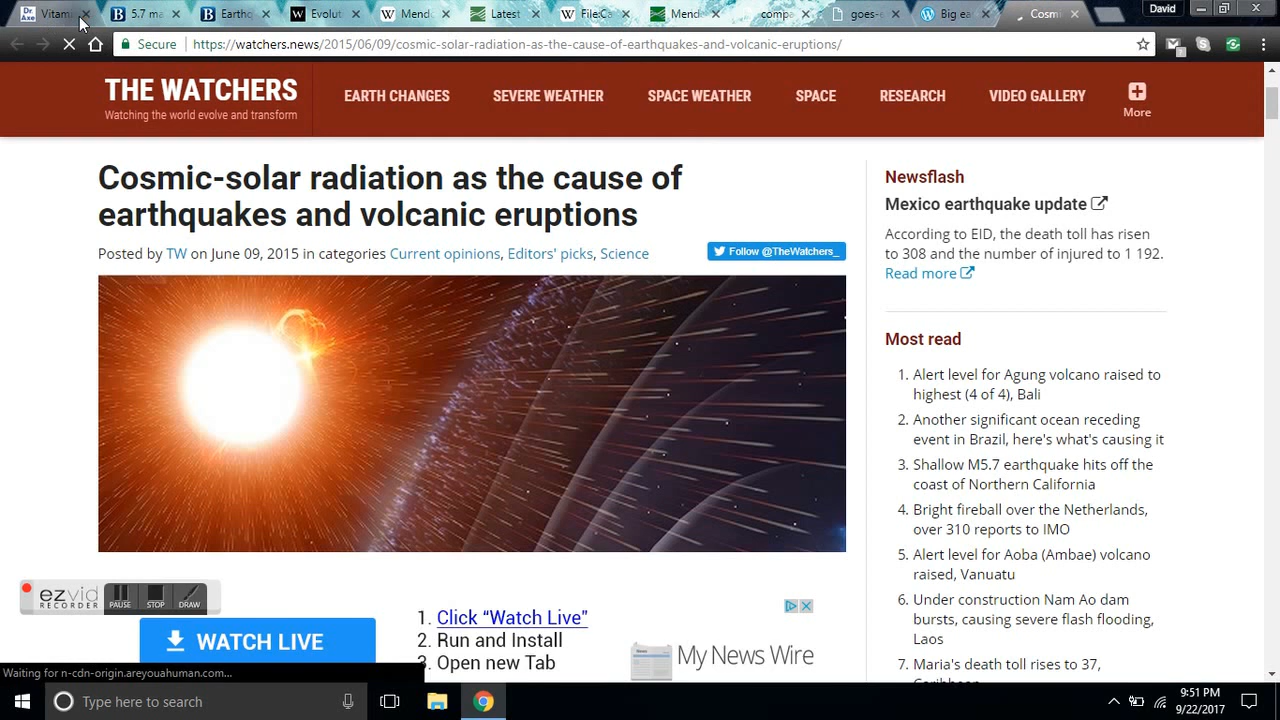 Vitam
5.7 ma
Earthq
Evoluti
Mendo
Latest
File:Ca
Mendo
compa
goes-e
Big ea
Cosmi
David
Secure
https://watchers.news/2015/06/09/cosmic-solar-radiation-as-the-cause-of-earthquakes-and-volcanic-eruptions/
THE WATCHERS
Watching the world evolve and transform
EARTH CHANGES
SEVERE WEATHER
SPACE WEATHER
SPACE
RESEARCH
VIDEO GALLERY
More
Cosmic-solar radiation as the cause of
earthquakes and volcanic eruptions
Posted by TW on June 09, 2015 in categories Current opinions, Editors' picks, Science
Follow @TheWatchers_
Newsflash
Mexico earthquake update
According to EID, the death toll has risen
to 308 and the number of injured to 1 192.
Read more
Most read
1. Alert level for Agung volcano raised to
highest (4 of 4), Bali
2. Another significant ocean receding
event in Brazil, here's what's causing it
3. Shallow M5.7 earthquake hits off the
coast of Northern California
4. Bright fireball over the Netherlands,
over 310 reports to IMO
5. Alert level for Aoba (Ambae) volcano
raised, Vanuatu
6. Under construction Nam Ao dam
bursts, causing severe flash flooding,
Laos
7. Maria's death toll rises to 37,
ezvid
RECORDER
PAUSE
STOP
DRAW
WATCH LIVE
1. Click “Watch Live”
2. Run and Install
3. Open new Tab
My News Wire
Waiting for n-cdn-origin.areyouahuman.com...
Type here to search
9:51 PM
9/22/2017